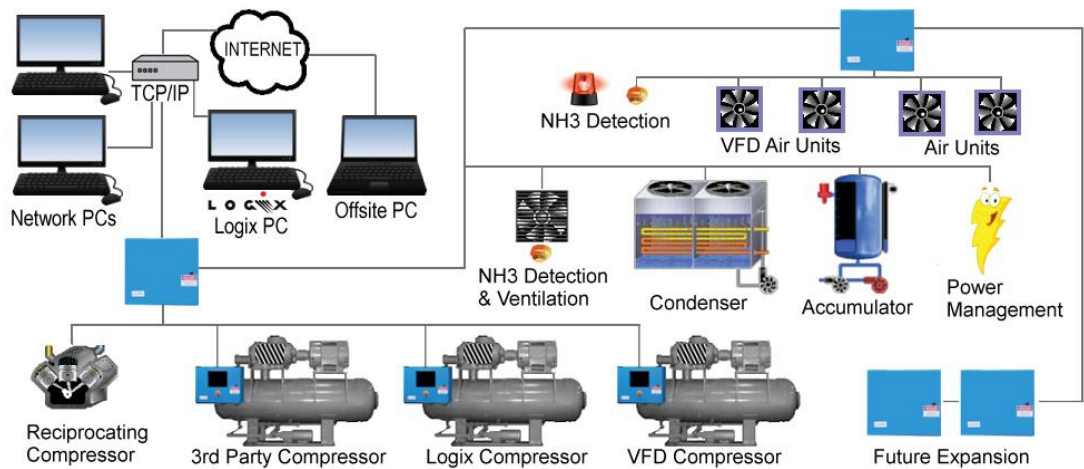 INTERNET
TCP/IP
Network PCs
LOGIX
Logix PC
Offsite PC
NH3 Detection
VFD Air Units
Air Units
NH3 Detection
& Ventilation
Condenser
Accumulator
Power
Management
Reciprocating
Compressor
3rd Party Compressor
Logix Compressor
VFD Compressor
Future Expansion